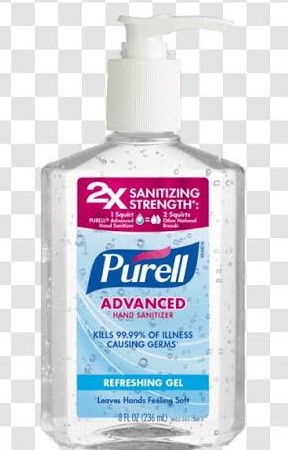 2X SANITIZING
STRENGTH*:
1 Squirt
PURELL® Advanced
Hand Sanitizer
=
2 Squirts
Other National
Brands
Purell
ADVANCED
HAND SANITIZER
KILLS 99.99% OF ILLNESS
CAUSING GERMS
REFRESHING GEL
Leaves Hands Feeling Soft
8 FL OZ (236 mL)